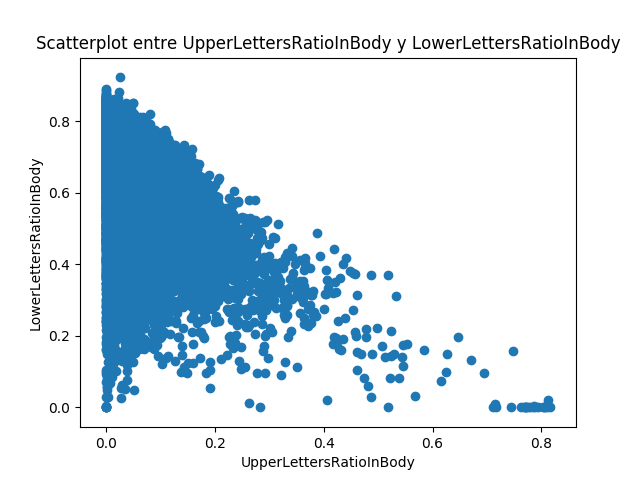 Scatterplot entre UpperLettersRatioInBody y LowerLettersRatioInBody
LowerLettersRatioInBody
0.8
0.6
0.4
0.2
0.0
0.0 0.2 0.4 0.6 0.8
UpperLettersRatioInBody